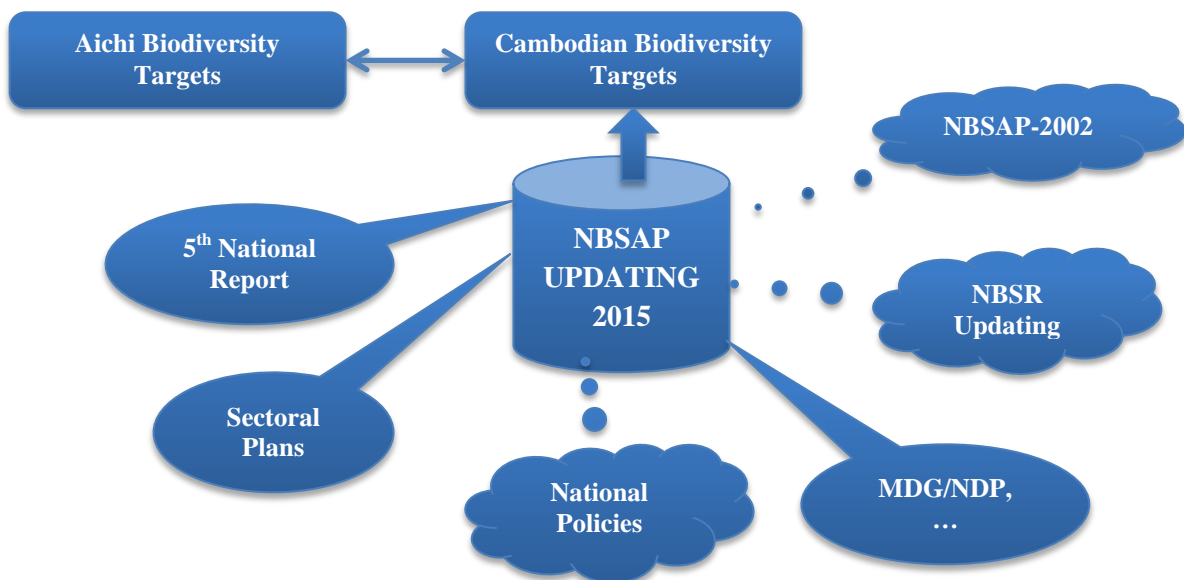 Aichi Biodiversity
Targets
Cambodian Biodiversity
Targets
NBSAP-2002
5th National
Report
NBSAP
UPDATING
2015
NBSR
Updating
Sectoral
Plans
National
Policies
MDG/NDP,
…